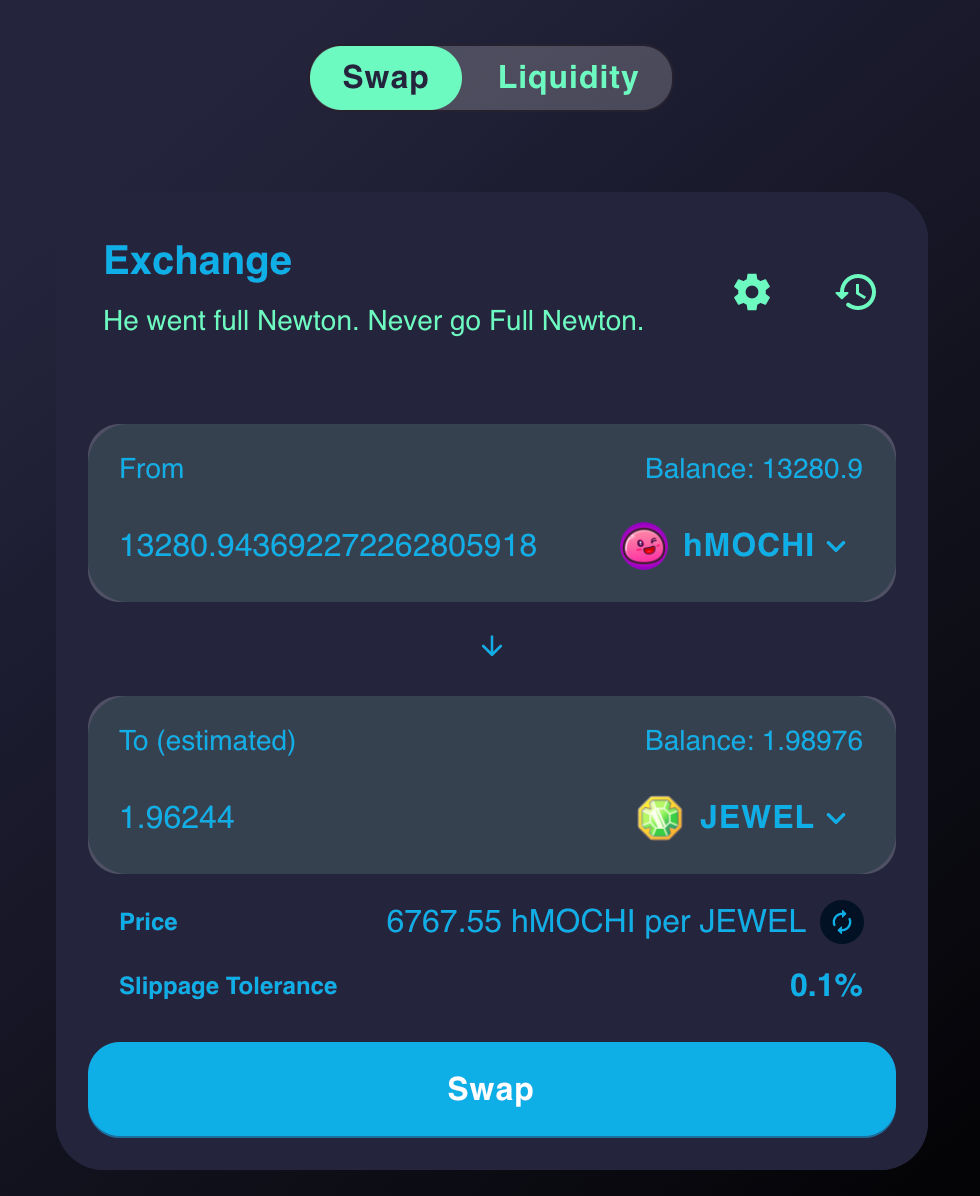 Swap Liquidity
Exchange
He went full Newton. Never go Full Newton.
From Balance: 13280.9
13280.943692272262805918 hMOCHI
To (estimated) Balance: 1.98976
1.96244 JEWEL
Price 6767.55 hMOCHI per JEWEL
Slippage Tolerance 0.1%
Swap